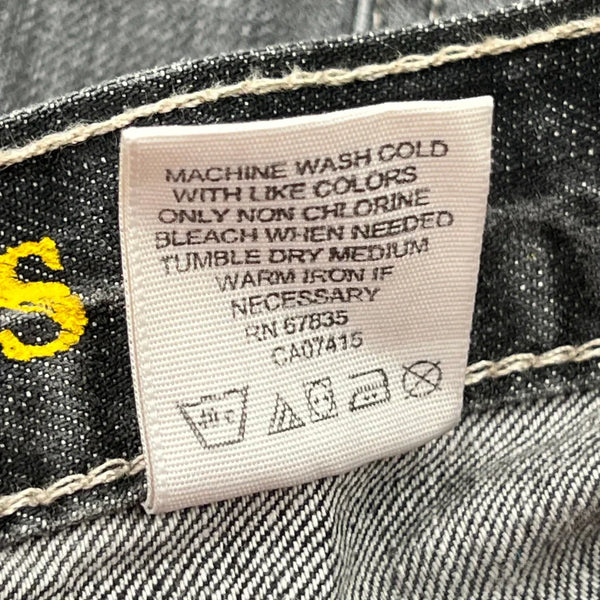 MACHINE WASH COLD
WITH LIKE COLORS
ONLY NON CHLORINE
BLEACH WHEN NEEDED
TUMBLE DRY MEDIUM
WARM IRON IF
NECESSARY
RN 67835
CA07415
S